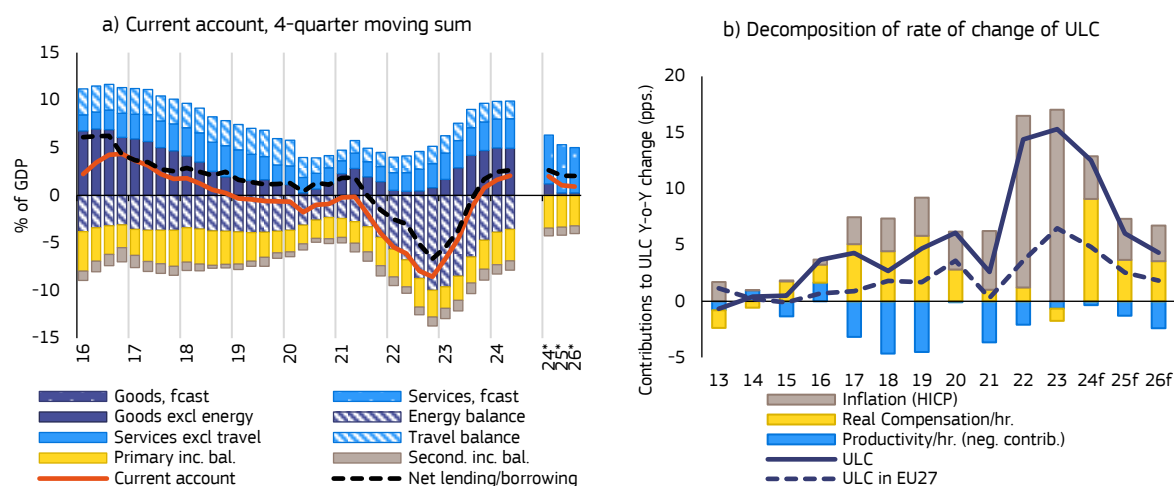 a) Current account, 4-quarter moving sum
% of GDP
15
10
5
0
-5
-10
-15
16
17
18
19
20
21
22
23
24
24*
25*
26*
Goods, fcast
Services, fcast
Goods excl energy
Energy balance
Services excl travel
Travel balance
Primary inc. bal.
Second. inc. bal.
Current account
Net lending/borrowing
b) Decomposition of rate of change of ULC
Contributions to ULC Y-o-Y change (pps.)
20
15
10
5
0
-5
13 14 15 16 17 18 19 20 21 22 23 24f 25f 26f
Inflation (HICP)
Real Compensation/hr.
Productivity/hr. (neg. contrib.)
ULC
ULC in EU27